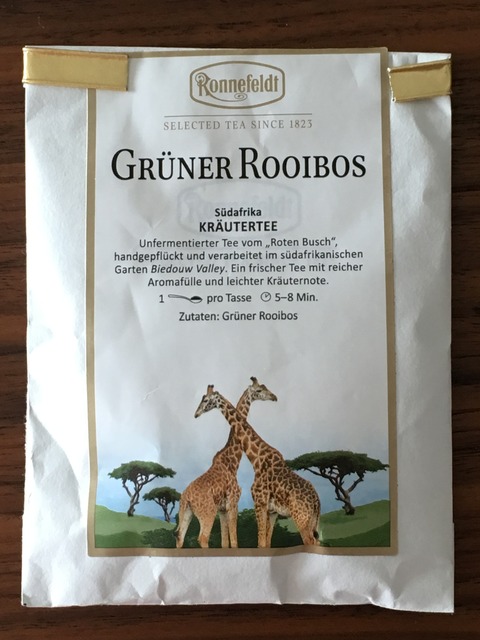 Ronnefeldt
SELECTED TEA SINCE 1823
GRÜNER ROOIBOS
Südafrika
KRÄUTERTEE
Unfermentierter Tee vom „Roten Busch“,
handgepflückt und verarbeitet im südafrikanischen
Garten Biedouw Valley. Ein frischer Tee mit reicher
Aromafülle und leichter Kräuternote.
1 pro Tasse 5–8 Min.
Zutaten: Grüner Rooibos